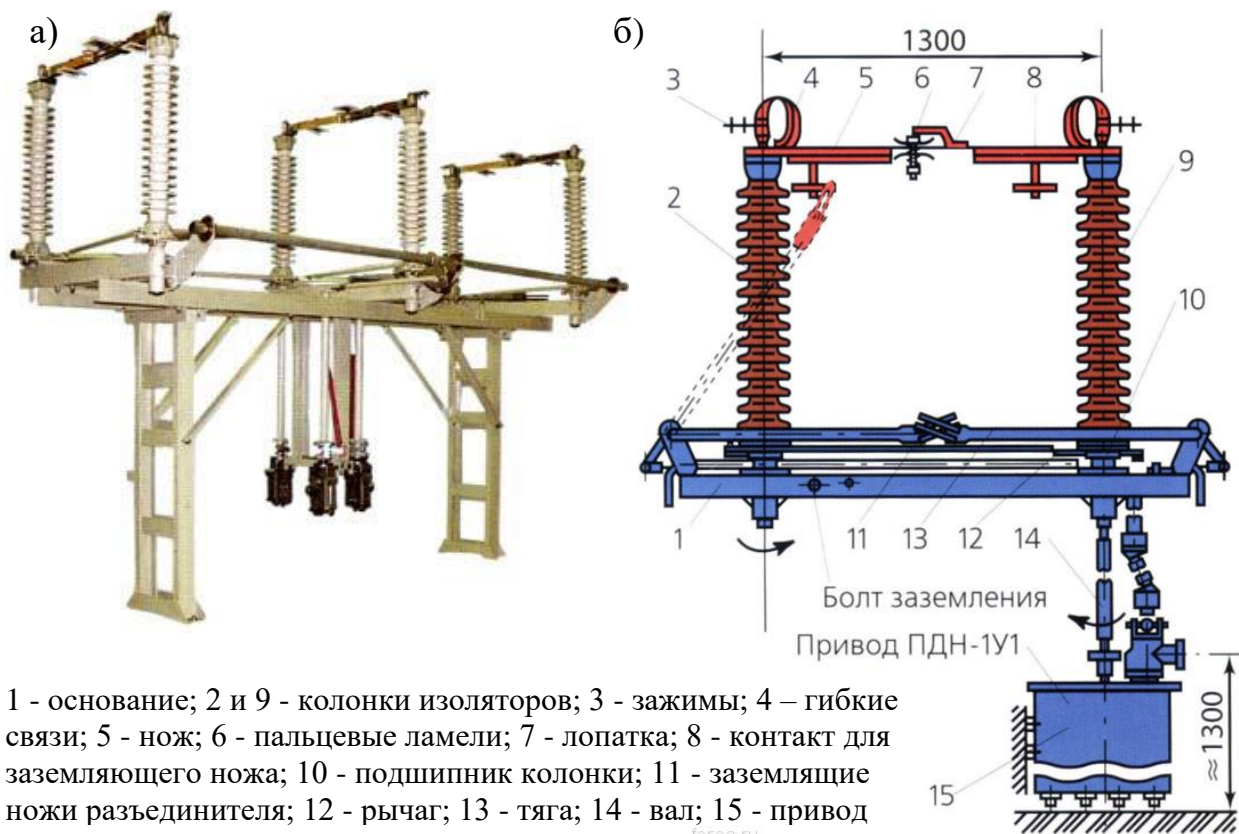 а)
б)
1300
3
4
5
6
7
8
2
9
10
1
11
13
12
14
Болт заземления
Привод ПДН-1У1
≈1300
15
1 - основание; 2 и 9 - колонки изоляторов; 3 - зажимы; 4 – гибкие
связи; 5 - нож; 6 - пальцевые ламели; 7 - лопатка; 8 - контакт для
заземляющего ножа; 10 - подшипник колонки; 11 - заземлящие
ножи разъединителя; 12 - рычаг; 13 - тяга; 14 - вал; 15 - привод